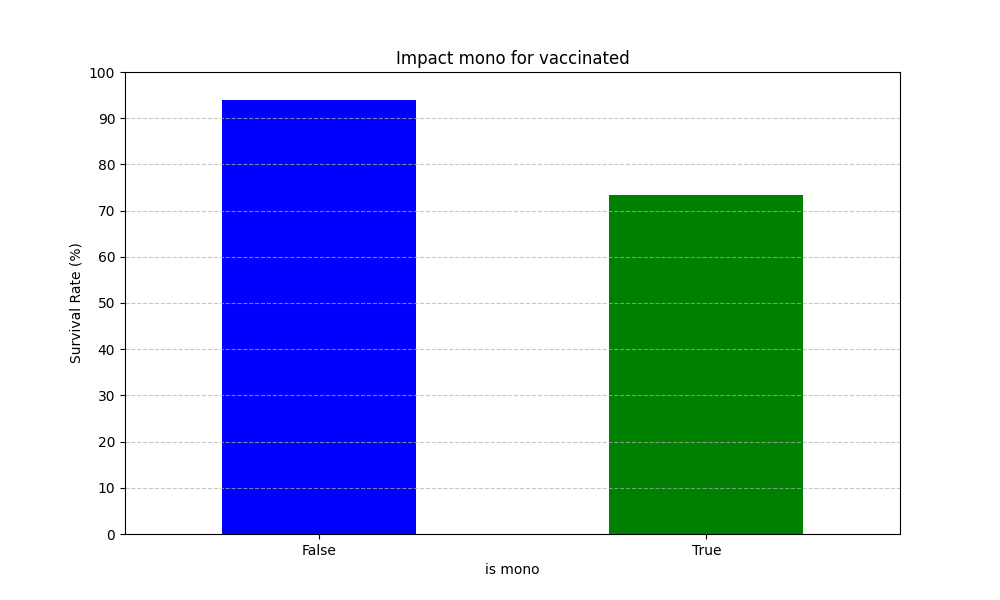 Impact mono for vaccinated
100
90
80
70
60
50
40
30
20
10
0
Survival Rate (%)
False True
is mono